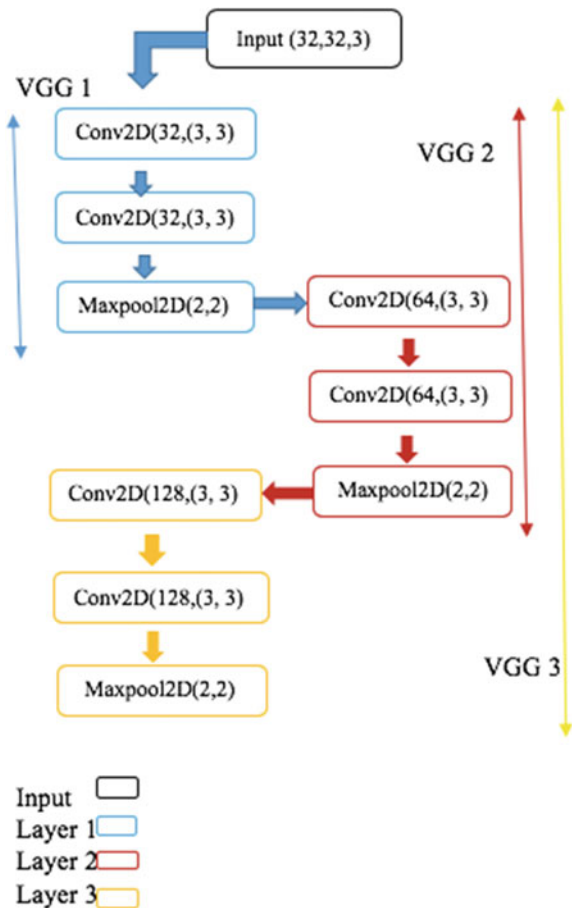 Input (32,32,3)
VGG 1
Conv2D(32,(3, 3)
VGG 2
Conv2D(32,(3, 3)
Maxpool2D(2,2)
Conv2D(64,(3, 3)
Conv2D(64,(3, 3)
Maxpool2D(2,2)
Conv2D(128,(3, 3)
Conv2D(128,(3, 3)
Maxpool2D(2,2)
VGG 3
Input
Layer 1
Layer 2
Layer 3